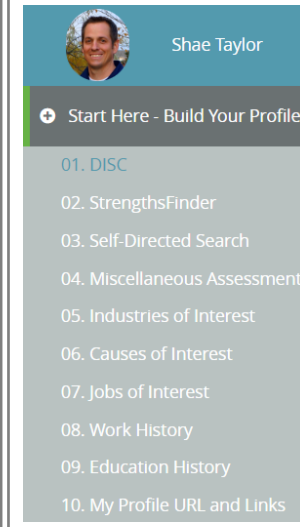 Shae Taylor
Start Here - Build Your Profile
01. DISC
02. StrengthsFinder
03. Self-Directed Search
04. Miscellaneous Assessment
05. Industries of Interest
06. Causes of Interest
07. Jobs of Interest
08. Work History
09. Education History
10. My Profile URL and Links